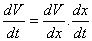 dV/dt = dV/dx . dx/dt